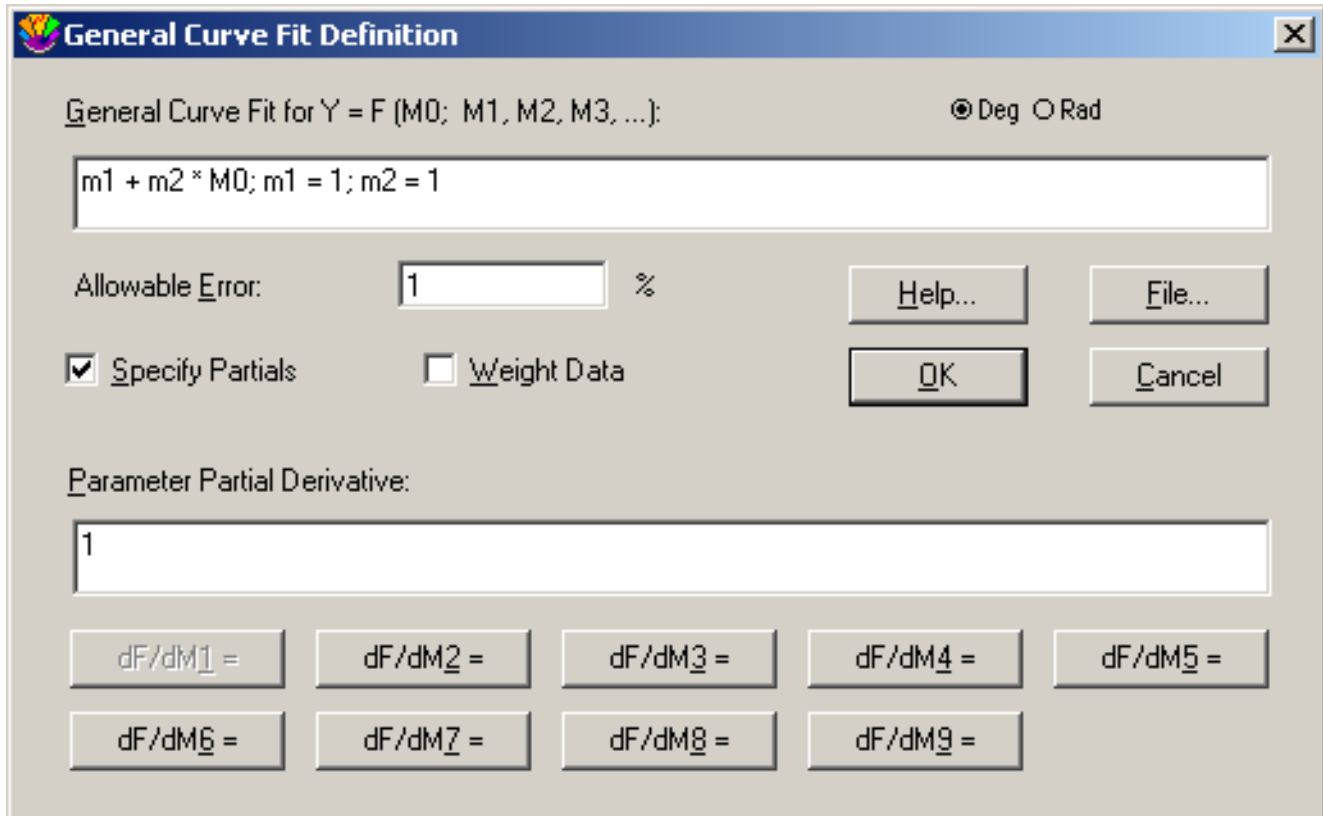 General Curve Fit Definition
General Curve Fit for Y = F (M0;  M1, M2, M3, ...):
Deg Rad
m1 + m2 * M0; m1 = 1; m2 = 1
Allowable Error: 1 %
Help... File...
Specify Partials Weight Data
OK Cancel
Parameter Partial Derivative:
1
dF/dM1 = dF/dM2 = dF/dM3 = dF/dM4 = dF/dM5 =
dF/dM6 = dF/dM7 = dF/dM8 = dF/dM9 =